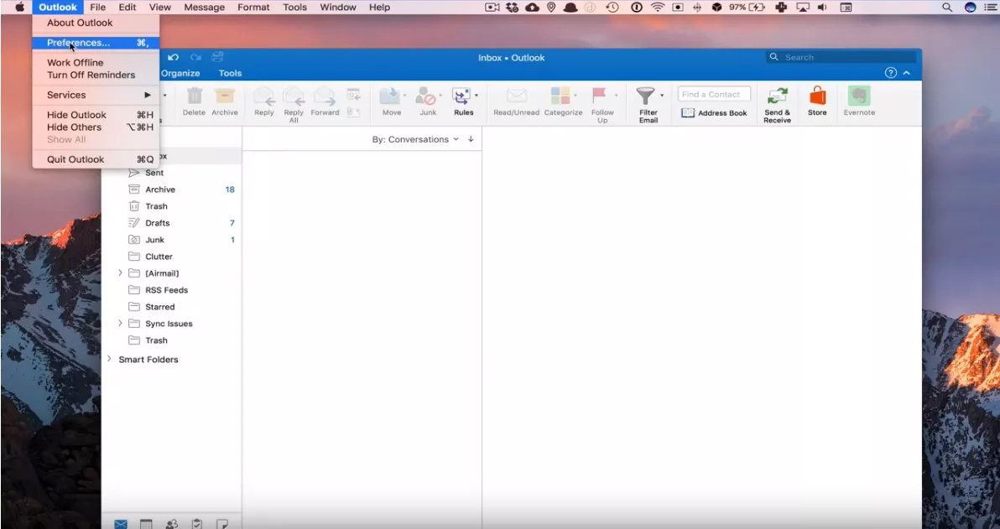 Outlook File Edit View Message Format Tools Window Help 97%
About Outlook
Preferences... ⌘,
Work Offline
Turn Off Reminders
Services ▶
Hide Outlook ⌘H
Hide Others ⌥⌘H
Show All
Quit Outlook ⌘Q
Inbox • Outlook
Search
Organize Tools
Delete Archive Reply Reply All Forward Move Junk Rules Read/Unread Categorize Follow Up Filter Email
Find a Contact
Address Book
Send & Receive Store Evernote
By: Conversations
Sent
Archive 18
Trash
Drafts 7
Junk 1
Clutter
[Airmail]
RSS Feeds
Starred
Sync Issues
Trash
Smart Folders